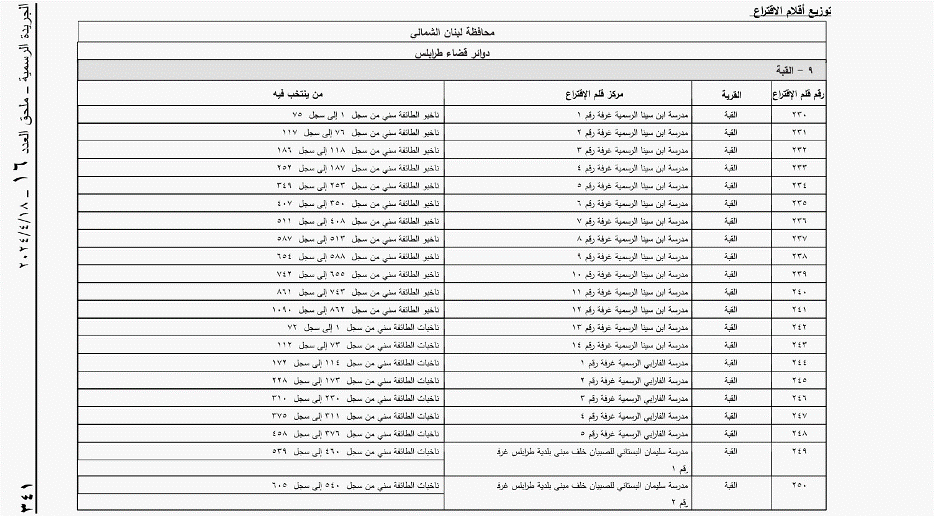 توزيع أقلام الإقتراع
محافظة لبنان الشمالي
دوائر قضاء طرابلس
٩ - القبة
رقم قلم الإقتراع القرية مركز قلم الإقتراع من ينتخب فيه
٢٣٠ القبة مدرسة ابن سينا الرسمية غرفة رقم ١ ناخبو الطائفة سني من سجل ١ إلى سجل ٧٥
٢٣١ القبة مدرسة ابن سينا الرسمية غرفة رقم ٢ ناخبو الطائفة سني من سجل ٧٦ إلى سجل ١١٧
٢٣٢ القبة مدرسة ابن سينا الرسمية غرفة رقم ٣ ناخبو الطائفة سني من سجل ١١٨ إلى سجل ١٨٦
٢٣٣ القبة مدرسة ابن سينا الرسمية غرفة رقم ٤ ناخبو الطائفة سني من سجل ١٨٧ إلى سجل ٢٥٢
٢٣٤ القبة مدرسة ابن سينا الرسمية غرفة رقم ٥ ناخبو الطائفة سني من سجل ٢٥٣ إلى سجل ٣٤٩
٢٣٥ القبة مدرسة ابن سينا الرسمية غرفة رقم ٦ ناخبو الطائفة سني من سجل ٣٥٠ إلى سجل ٤٠٧
٢٣٦ القبة مدرسة ابن سينا الرسمية غرفة رقم ٧ ناخبو الطائفة سني من سجل ٤٠٨ إلى سجل ٥١١
٢٣٧ القبة مدرسة ابن سينا الرسمية غرفة رقم ٨ ناخبو الطائفة سني من سجل ٥١٣ إلى سجل ٥٨٧
٢٣٨ القبة مدرسة ابن سينا الرسمية غرفة رقم ٩ ناخبو الطائفة سني من سجل ٥٨٨ إلى سجل ٦٥٤
٢٣٩ القبة مدرسة ابن سينا الرسمية غرفة رقم ١٠ ناخبو الطائفة سني من سجل ٦٥٥ إلى سجل ٧٤٢
٢٤٠ القبة مدرسة ابن سينا الرسمية غرفة رقم ١١ ناخبو الطائفة سني من سجل ٧٤٣ إلى سجل ٨٦١
٢٤١ القبة مدرسة ابن سينا الرسمية غرفة رقم ١٢ ناخبو الطائفة سني من سجل ٨٦٢ إلى سجل ١٠٩٠
٢٤٢ القبة مدرسة ابن سينا الرسمية غرفة رقم ١٣ ناخبات الطائفة سني من سجل ١ إلى سجل ٧٢
٢٤٣ القبة مدرسة ابن سينا الرسمية غرفة رقم ١٤ ناخبات الطائفة سني من سجل ٧٣ إلى سجل ١١٢
٢٤٤ القبة مدرسة الفارابي الرسمية غرفة رقم ١ ناخبات الطائفة سني من سجل ١١٤ إلى سجل ١٧٢
٢٤٥ القبة مدرسة الفارابي الرسمية غرفة رقم ٢ ناخبات الطائفة سني من سجل ١٧٣ إلى سجل ٢٢٨
٢٤٦ القبة مدرسة الفارابي الرسمية غرفة رقم ٣ ناخبات الطائفة سني من سجل ٢٣٠ إلى سجل ٣١٠
٢٤٧ القبة مدرسة الفارابي الرسمية غرفة رقم ٤ ناخبات الطائفة سني من سجل ٣١١ إلى سجل ٣٧٥
٢٤٨ القبة مدرسة الفارابي الرسمية غرفة رقم ٥ ناخبات الطائفة سني من سجل ٣٧٦ إلى سجل ٤٥٨
٢٤٩ القبة مدرسة سليمان البستاني للصبيان خلف مبنى بلدية طرابلس غرفة ناخبات الطائفة سني من سجل ٤٦٠ إلى سجل ٥٣٩
رقم ١
٢٥٠ القبة مدرسة سليمان البستاني للصبيان خلف مبنى بلدية طرابلس غرفة ناخبات الطائفة سني من سجل ٥٤٠ إلى سجل ٦٠٥
رقم ٢
الجريدة الرسمية – ملحق العدد ١٦ – ٢٠٢٤/٤/١٨
٣٤١